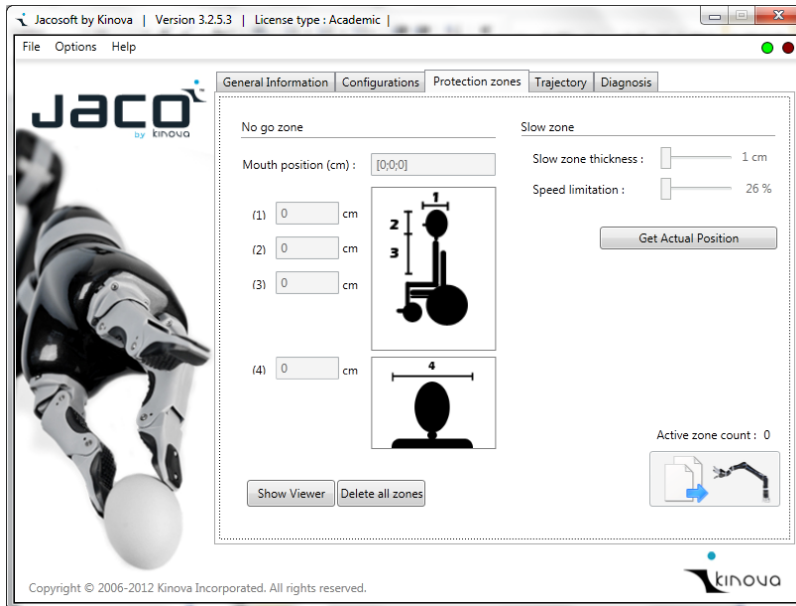 Jacosoft by Kinova | Version 3.2.5.3 | License type : Academic |
File Options Help
JACO
by kinova
General Information Configurations Protection zones Trajectory Diagnosis
No go zone
Slow zone
Mouth position (cm) : [0;0;0]
Slow zone thickness : 1 cm
Speed limitation : 26 %
Get Actual Position
(1) 0 cm
(2) 0 cm
(3) 0 cm
1
2
3
(4) 0 cm
4
Active zone count : 0
Show Viewer Delete all zones
Copyright © 2006-2012 Kinova Incorporated. All rights reserved.
kinova